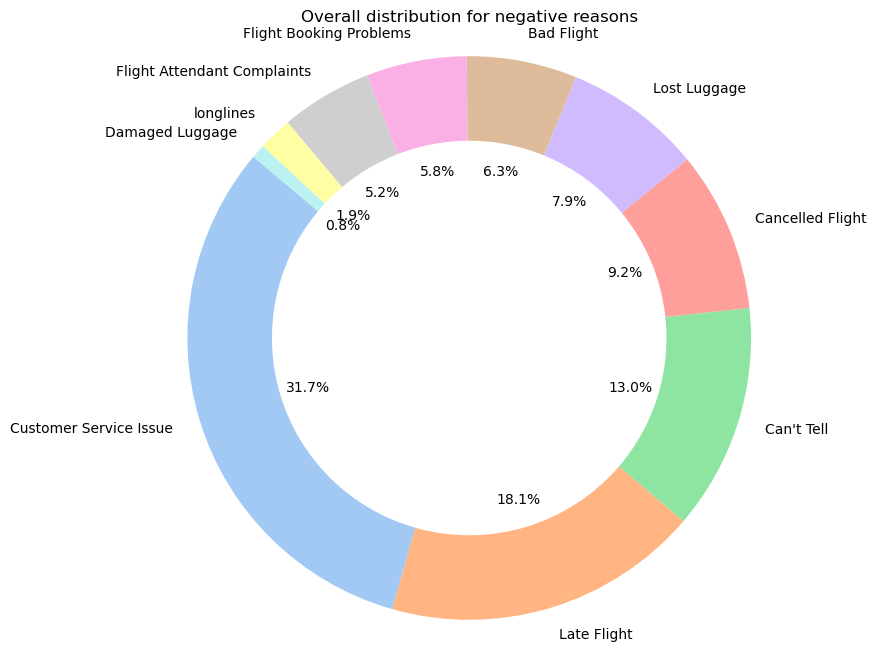 Overall distribution for negative reasons
Flight Booking Problems
Bad Flight
Flight Attendant Complaints
Lost Luggage
longlines
Damaged Luggage
5.8%
6.3%
5.2%
7.9%
1.9%
0.8%
Cancelled Flight
9.2%
31.7%
13.0%
Customer Service Issue
Can't Tell
18.1%
Late Flight